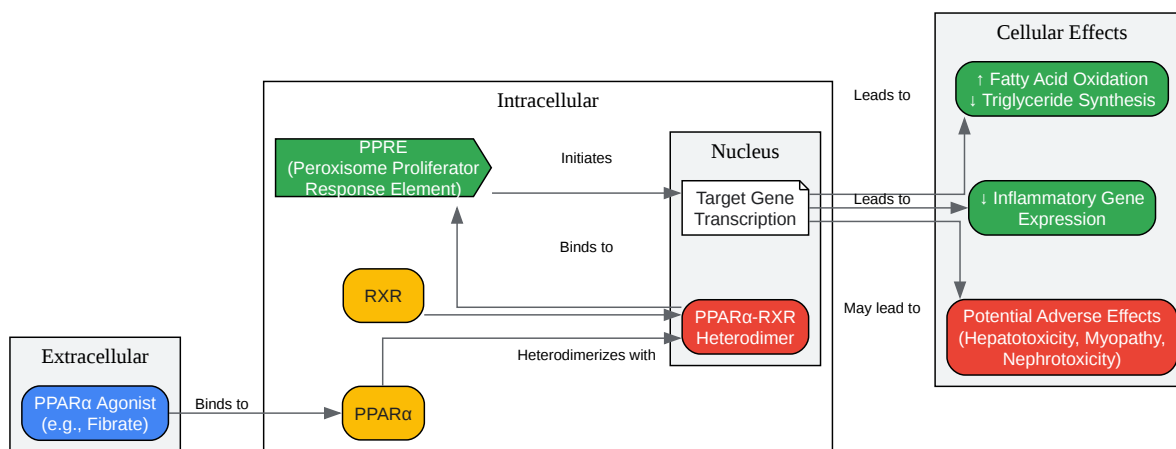 Cellular Effects
↑ Fatty Acid Oxidation
↓ Triglyceride Synthesis
Leads to
Intracellular
PPRE
(Peroxisome Proliferator
Response Element)
Initiates
Nucleus
Target Gene
Transcription
Leads to
↓ Inflammatory Gene
Expression
Binds to
RXR
PPARα-RXR
Heterodimer
May lead to
Potential Adverse Effects
(Hepatotoxicity, Myopathy,
Nephrotoxicity)
Heterodimerizes with
Extracellular
PPARα Agonist
(e.g., Fibrate)
Binds to
PPARα